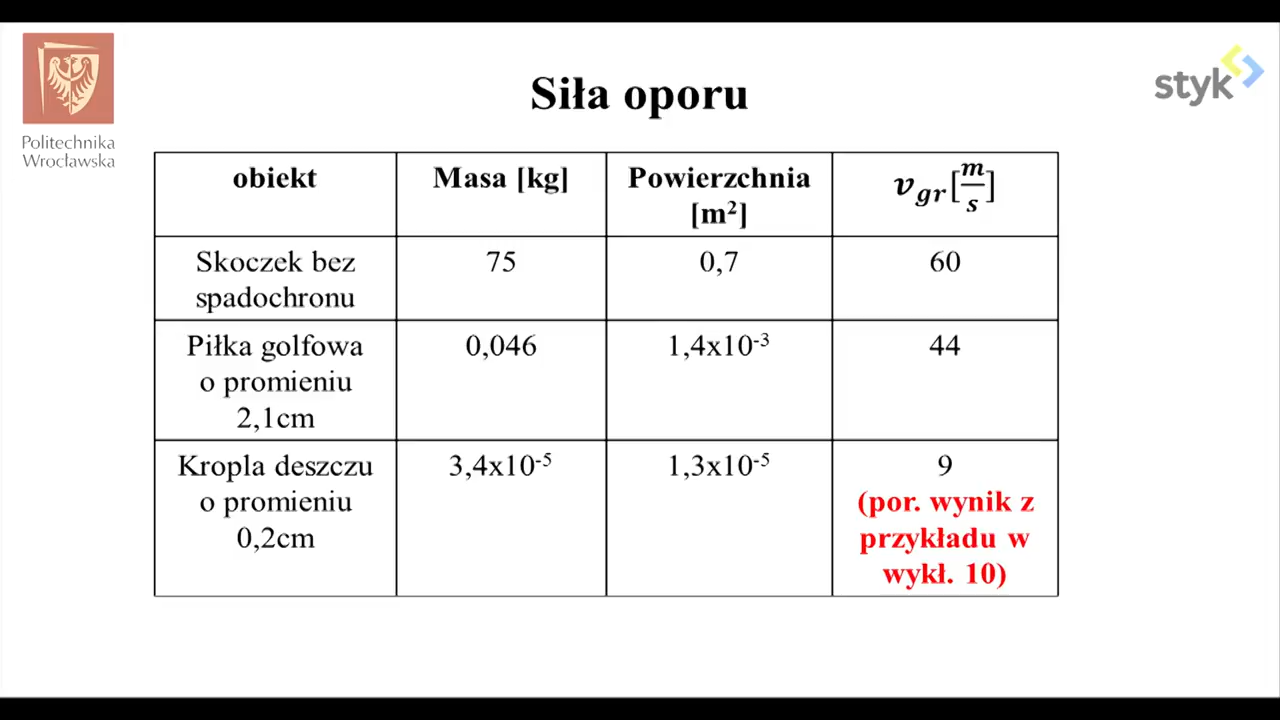 Politechnika
Wrocławska
styk
Siła oporu
obiekt
Masa [kg]
Powierzchnia
[m²]
v_gr[m/s]
Skoczek bez
spadochronu
75
0,7
60
Piłka golfowa
o promieniu
2,1cm
0,046
1,4x10⁻³
44
Kropla deszczu
o promieniu
0,2cm
3,4x10⁻⁵
1,3x10⁻⁵
9
(por. wynik z
przykładu w
wykł. 10)